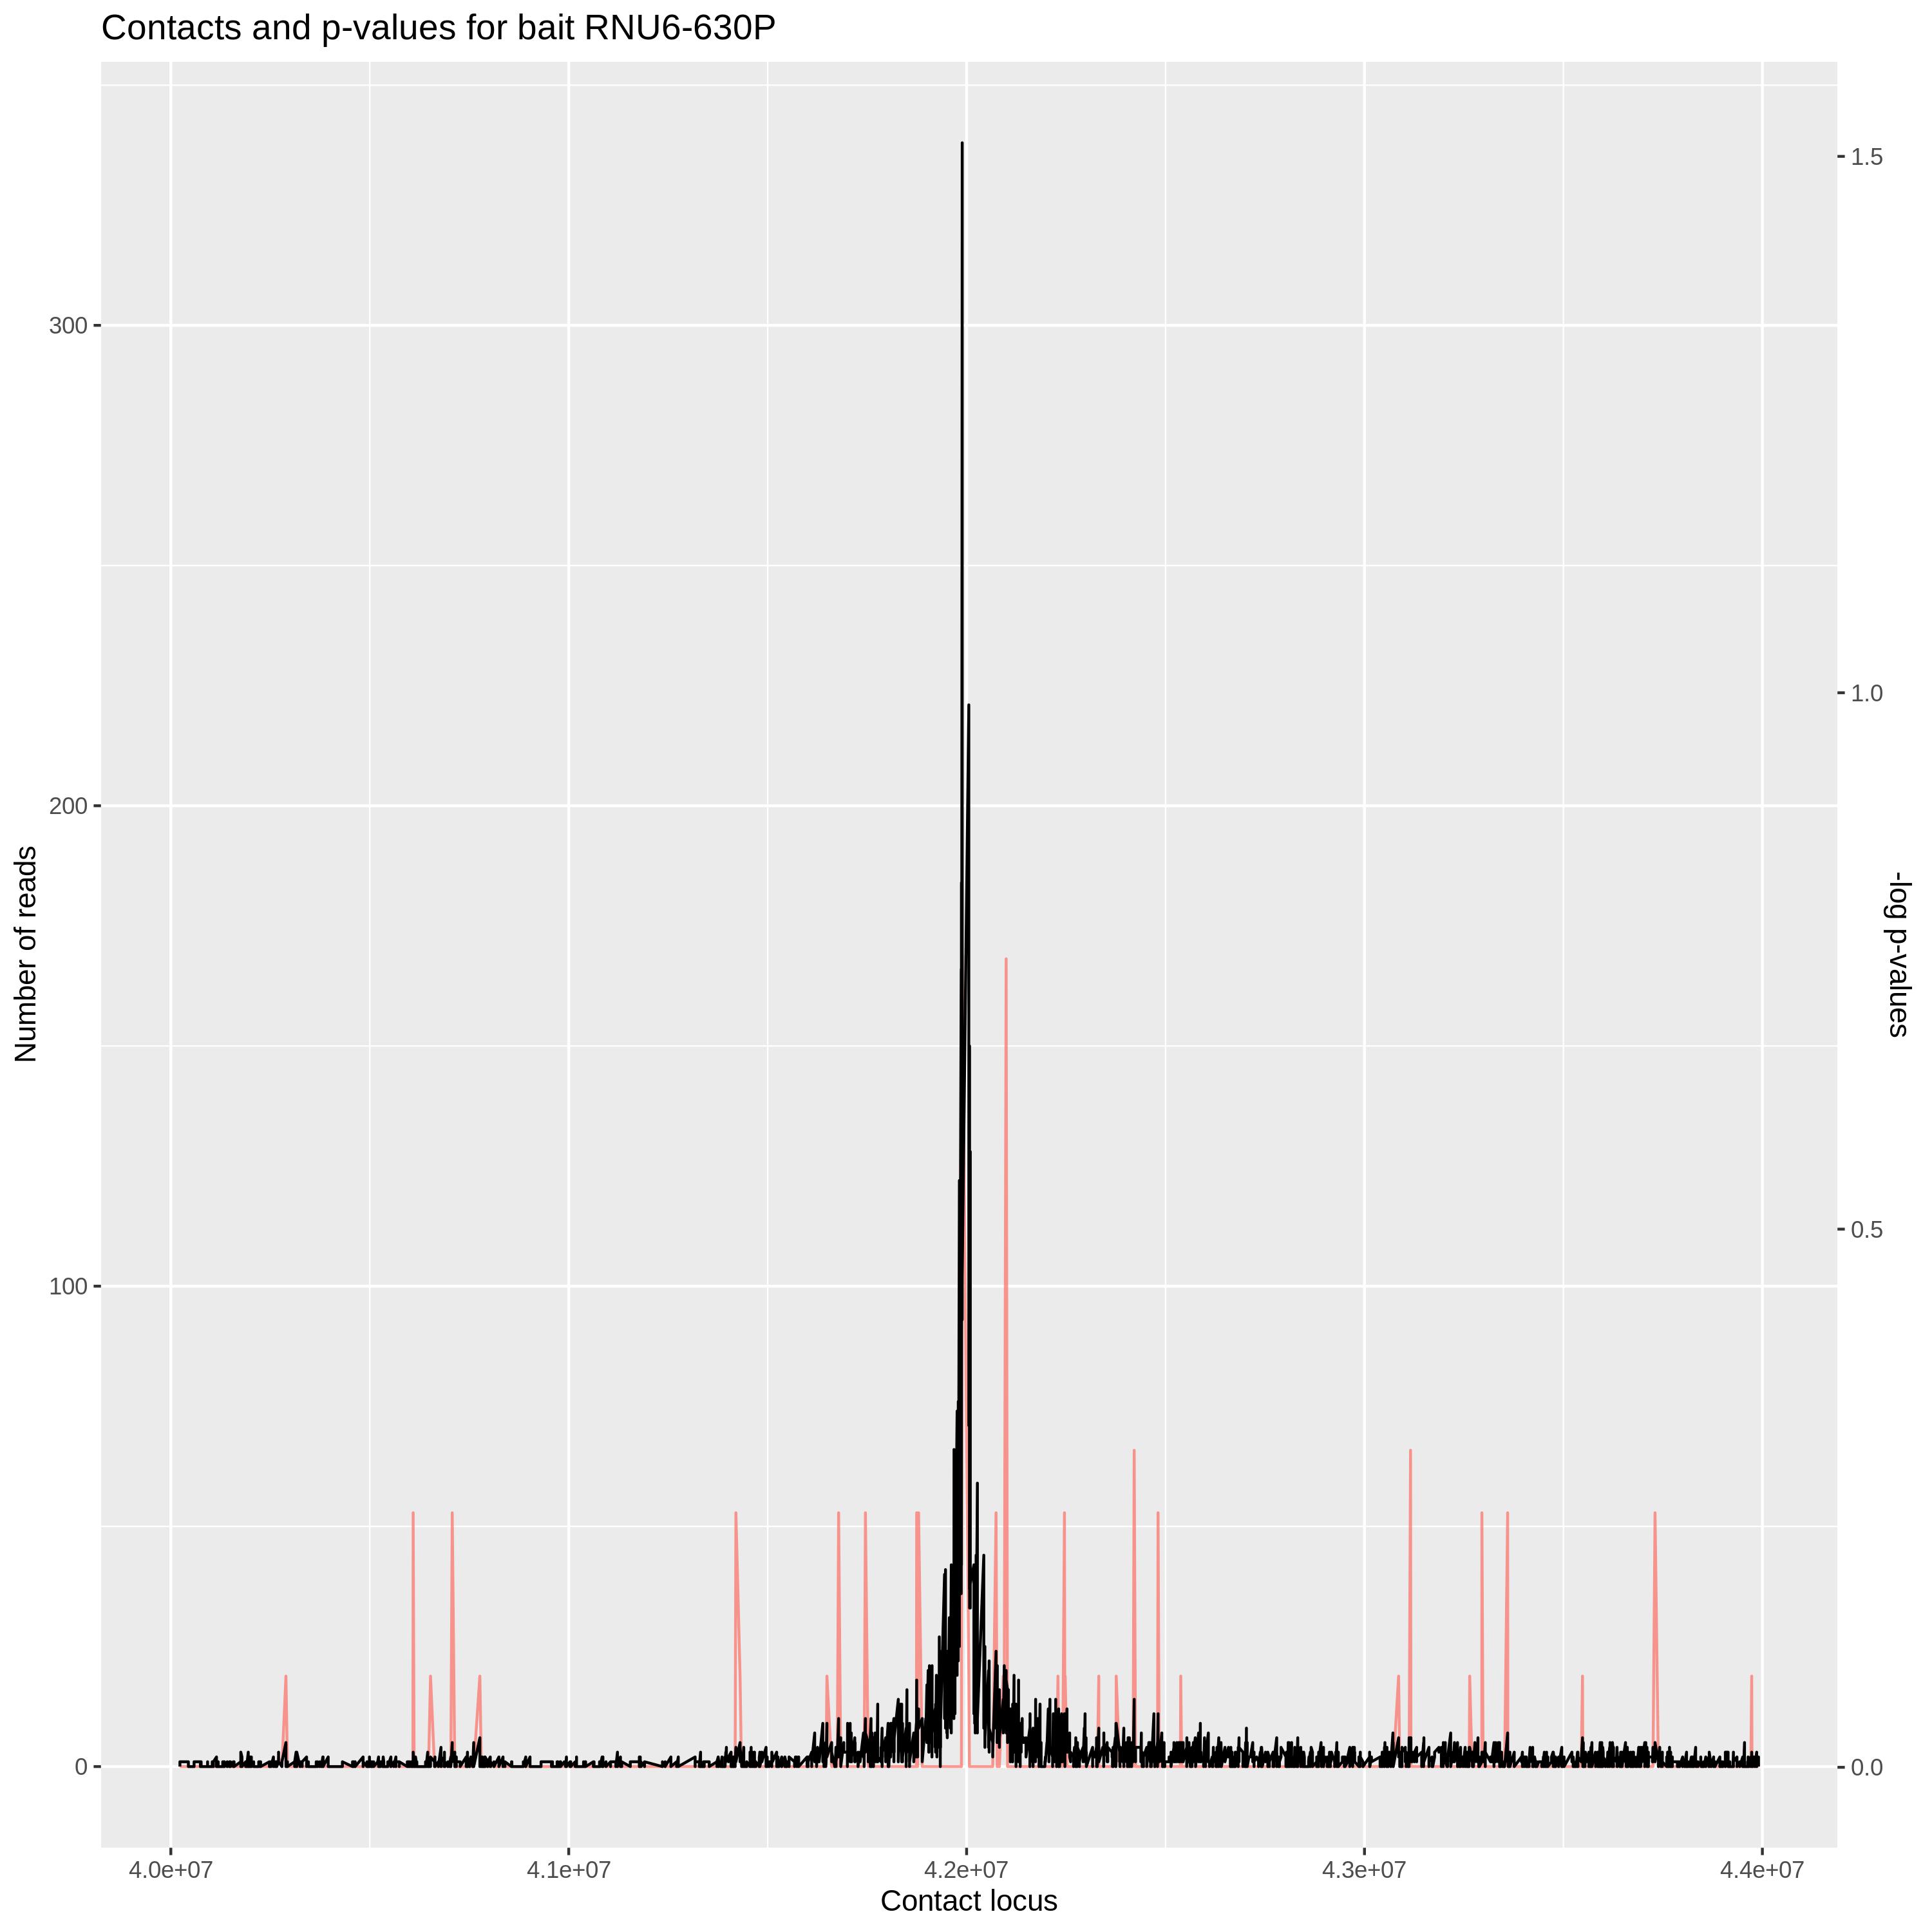 Contacts and p-values for bait RNU6-630P
300
200
100
0
Number of reads
1.5
1.0
0.5
0.0
-log p-values
4.0e+07
4.1e+07
4.2e+07
4.3e+07
4.4e+07
Contact locus